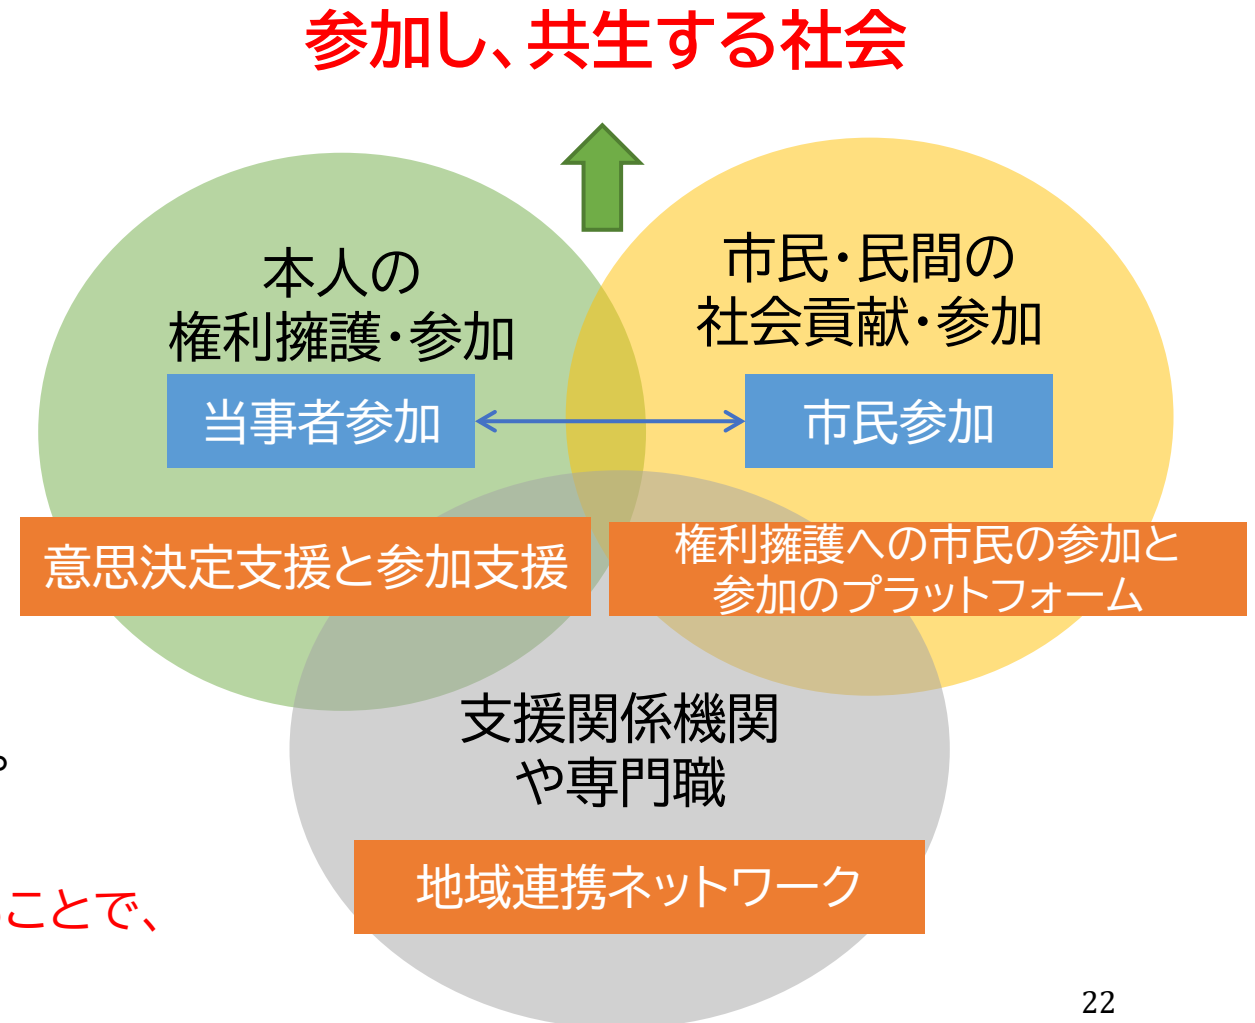 参加し、共生する社会
本人の
権利擁護・参加
市民・民間の
社会貢献・参加
当事者参加
市民参加
意思決定支援と参加支援
権利擁護への市民の参加と
参加のプラットフォーム
支援関係機関
や専門職
。
ことで、
地域連携ネットワーク
22